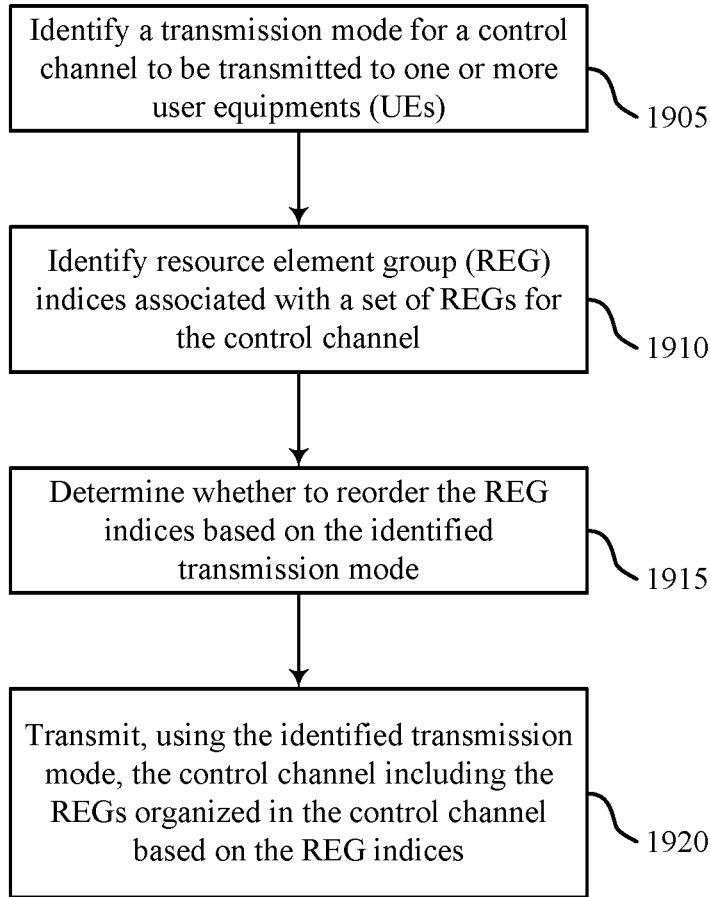 Identify a transmission mode for a control
channel to be transmitted to one or more
user equipments (UEs)
1905
Identify resource element group (REG)
indices associated with a set of REGs for
the control channel
1910
Determine whether to reorder the REG
indices based on the identified
transmission mode
1915
Transmit, using the identified transmission
mode, the control channel including the
REGs organized in the control channel
based on the REG indices
1920